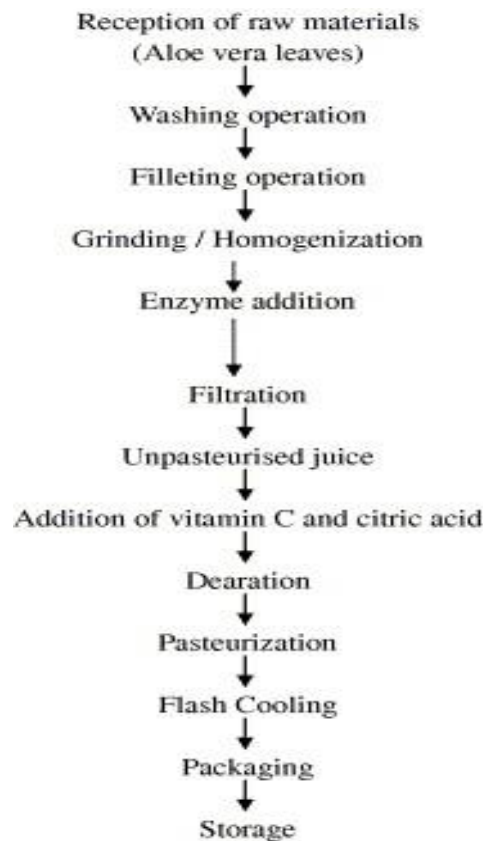 Reception of raw materials
(Aloe vera leaves)
Washing operation
Filleting operation
Grinding / Homogenization
Enzyme addition
Filtration
Unpasteurised juice
Addition of vitamin C and citric acid
Dearation
Pasteurization
Flash Cooling
Packaging
Storage